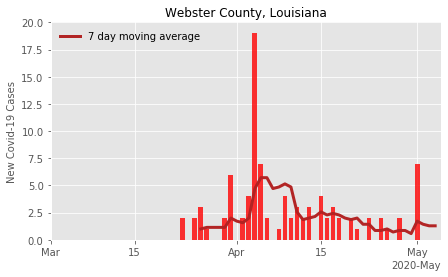 Webster County, Louisiana
20.0
17.5
15.0
12.5
10.0
7.5
5.0
2.5
0.0
New Covid-19 Cases
7 day moving average
Mar
15
Apr
15
May
2020-May